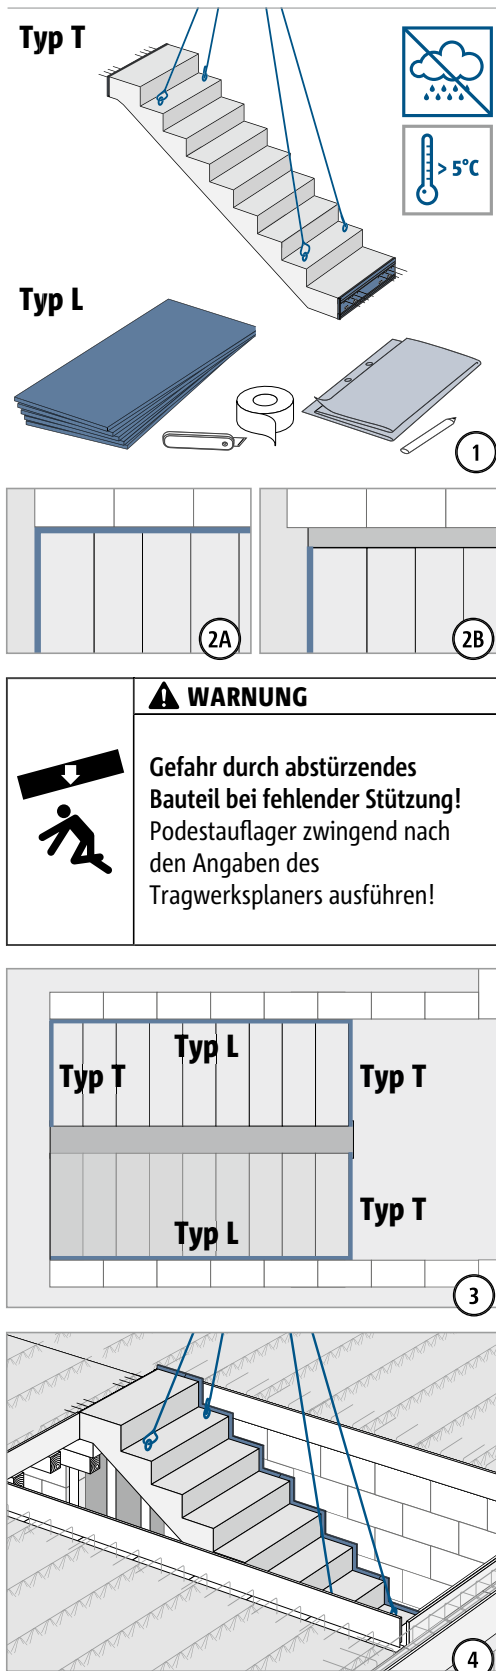 Typ T
> 5°C
Typ L
1
2A
2B
WARNUNG
Gefahr durch abstürzendes
Bauteil bei fehlender Stützung!
Podestauflager zwingend nach
den Angaben des
Tragwerksplaners ausführen!
Typ L
Typ T
Typ T
Typ T
Typ L
3
4